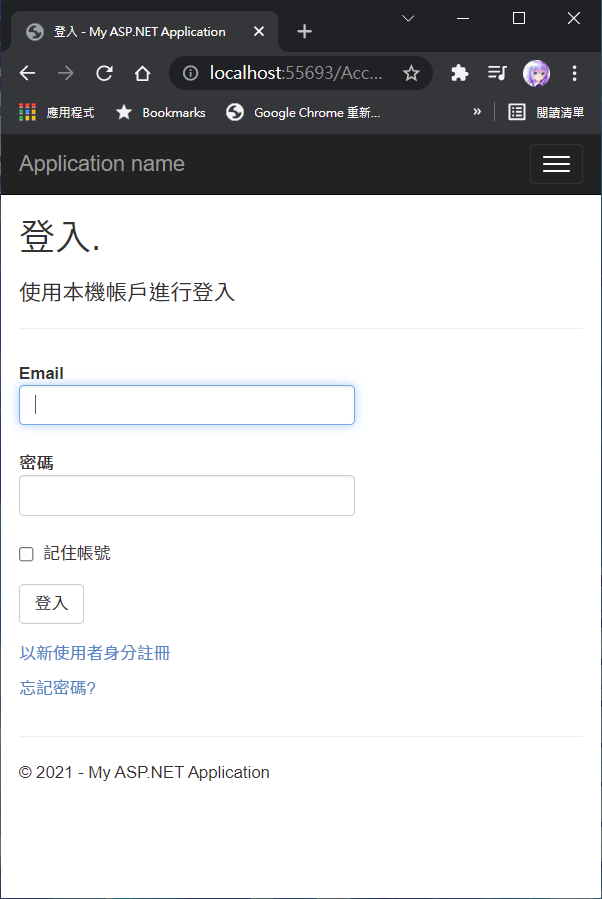 登入 - My ASP.NET Application
localhost:55693/Acc...
應用程式
Bookmarks
Google Chrome 重新...
»
閱讀清單
Application name
登入.
使用本機帳戶進行登入
Email
密碼
記住帳號
登入
以新使用者身分註冊
忘記密碼?
© 2021 - My ASP.NET Application